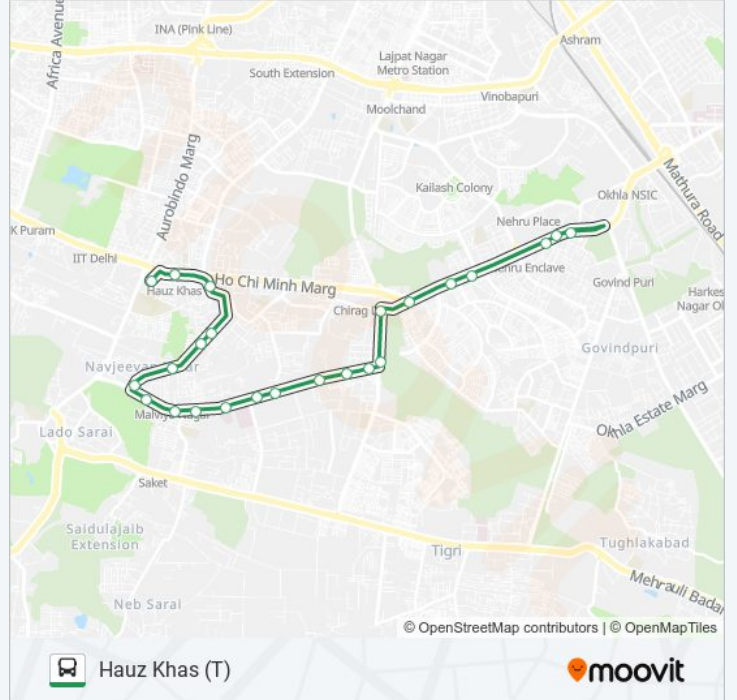 Africa Avenue
INA (Pink Line)
Ashram
Lajpat Nagar
Metro Station
South Extension
Vinobapuri
Moolchand
Aurobindo Marg
Mathura Road
Kailash Colony
Okhla NSIC
Nehru Place
K Puram
IIT Delhi
Nehru Enclave
Ho Chi Minh Marg
Hauz Khas
Govind Puri
Harkes
Nagar
Chirag
Govindpuri
Malviya Nagar
Okhla Estate Marg
Lado Sarai
Saket
Saidulajaib
Extension
Tigri
Tughlakabad
Mehrauli Badar
Neb Sarai
© OpenStreetMap contributors | © OpenMapTiles
Hauz Khas (T)
moovit